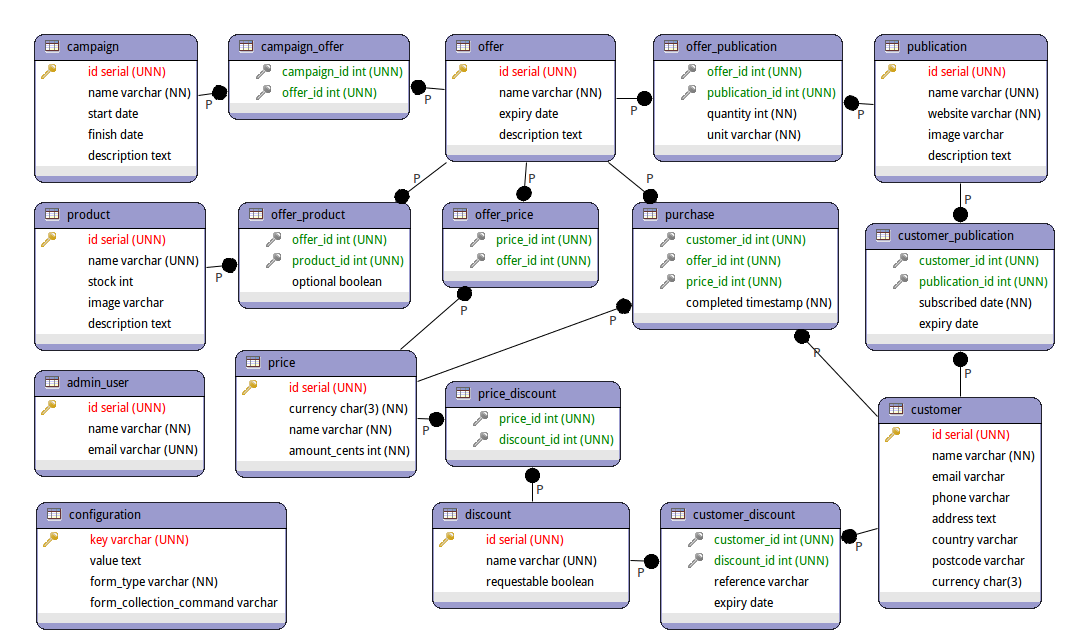 campaign
id serial (UNN)
name varchar (NN)
start date
finish date
description text
P
campaign_offer
campaign_id int (UNN)
offer_id int (UNN)
P
offer
id serial (UNN)
name varchar (NN)
expiry date
description text
P
offer_publication
offer_id int (UNN)
publication_id int (UNN)
quantity int (NN)
unit varchar (NN)
P
publication
id serial (UNN)
name varchar (UNN)
website varchar (NN)
image varchar
description text
P
P
P
P
product
id serial (UNN)
name varchar (UNN)
stock int
image varchar
description text
P
offer_product
offer_id int (UNN)
product_id int (UNN)
optional boolean
offer_price
price_id int (UNN)
offer_id int (UNN)
P
purchase
customer_id int (UNN)
offer_id int (UNN)
price_id int (UNN)
completed timestamp (NN)
P
P
customer_publication
customer_id int (UNN)
publication_id int (UNN)
subscribed date (NN)
expiry date
P
admin_user
id serial (UNN)
name varchar (NN)
email varchar (UNN)
price
id serial (UNN)
currency char(3) (NN)
name varchar (NN)
amount_cents int (NN)
P
price_discount
price_id int (UNN)
discount_id int (UNN)
P
customer
id serial (UNN)
name varchar (NN)
email varchar
phone varchar
address text
country varchar
postcode varchar
currency char(3)
configuration
key varchar (UNN)
value text
form_type varchar (NN)
form_collection_command varchar
discount
id serial (UNN)
name varchar (UNN)
requestable boolean
P
customer_discount
customer_id int (UNN)
discount_id int (UNN)
reference varchar
expiry date
P